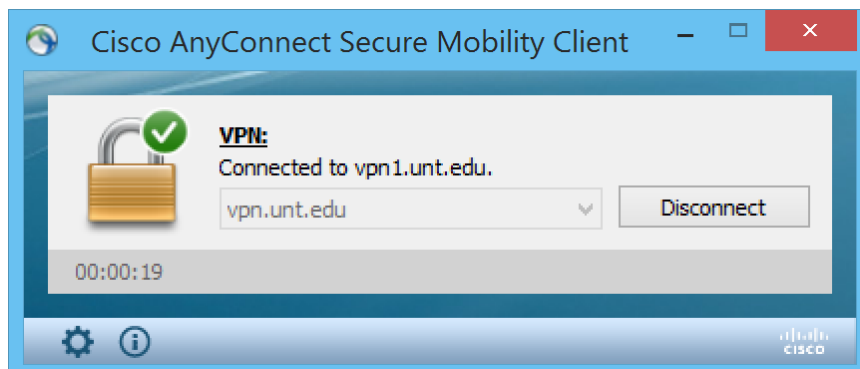 Cisco AnyConnect Secure Mobility Client
VPN:
Connected to vpn1.unt.edu.
vpn.unt.edu
Disconnect
00:00:19
CISCO